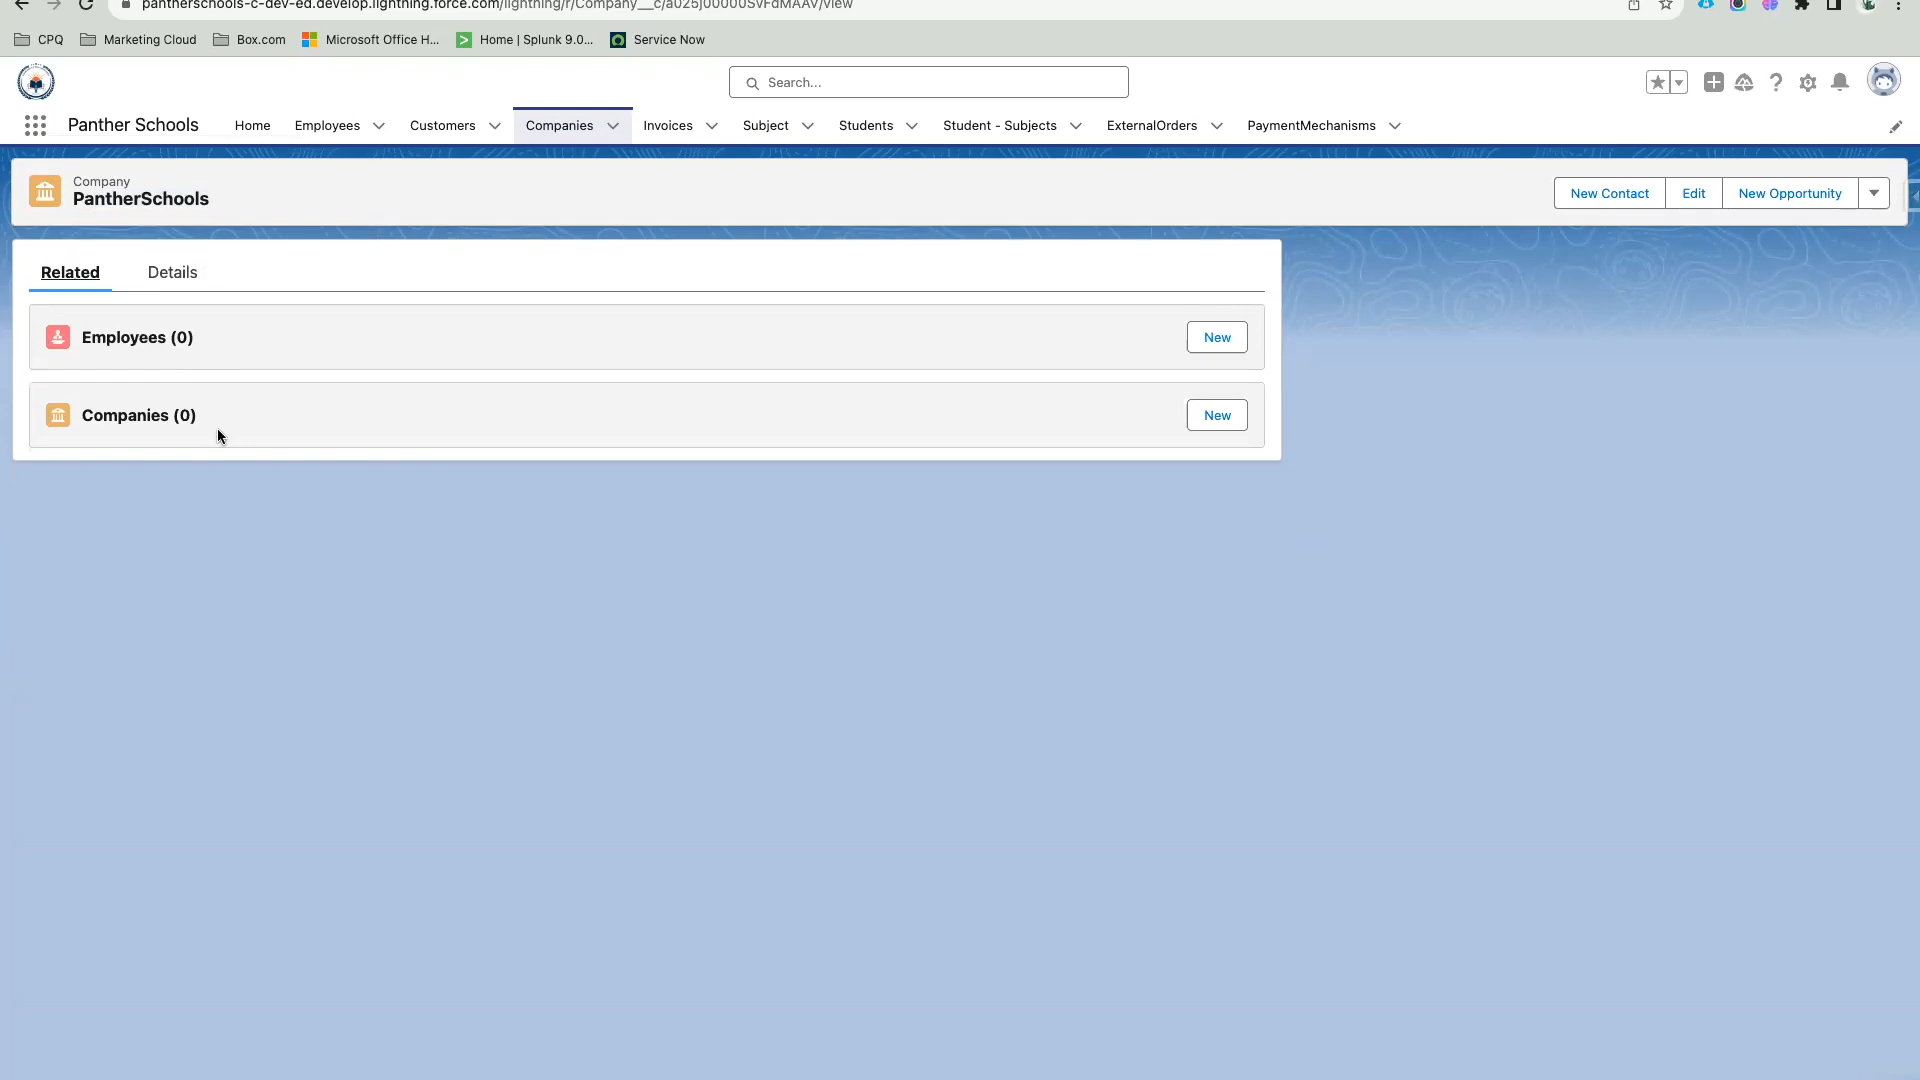 pantherschools-c-dev-ed.develop.lightning.force.com/lightning/r/Company__c/a025j00000SvFdMAAV/view
CPQ Marketing Cloud Box.com Microsoft Office H... Home | Splunk 9.0... Service Now
Search...
Panther Schools Home Employees Customers Companies Invoices Subject Students Student - Subjects ExternalOrders PaymentMechanisms
Company
PantherSchools
New Contact Edit New Opportunity
Related Details
Employees (0) New
Companies (0) New